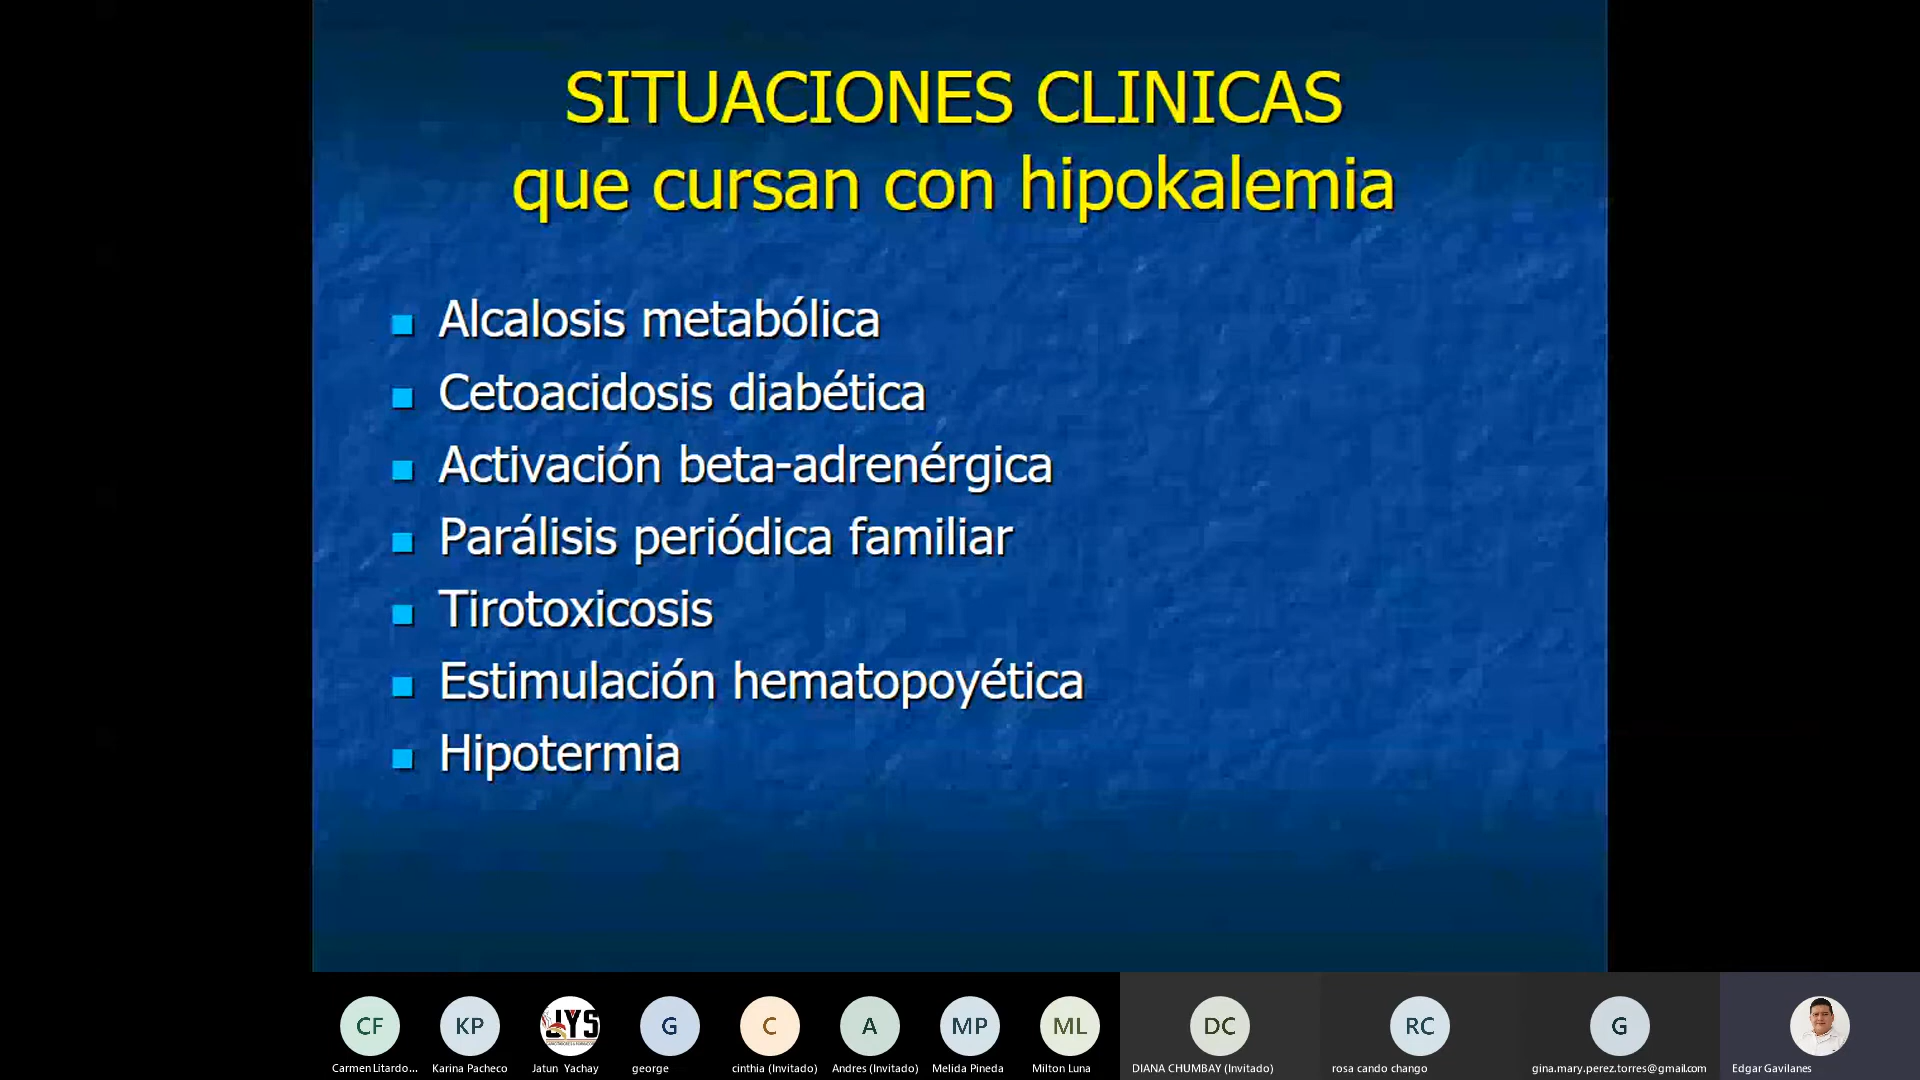 SITUACIONES CLINICAS
que cursan con hipokalemia
Alcalosis metabólica
Cetoacidosis diabética
Activación beta-adrenérgica
Parálisis periódica familiar
Tirotoxicosis
Estimulación hematopoyética
Hipotermia
CF
KP
JYS
G
C
A
MP
ML
DC
RC
G
Carmen Litardo...
Karina Pacheco
Jatun Yachay
george
cinthia (Invitado)
Andres (Invitado)
Melida Pineda
Milton Luna
DIANA CHUMBAY (Invitado)
rosa cando chango
gina.mary.perez.torres@gmail.com
Edgar Gavilanes